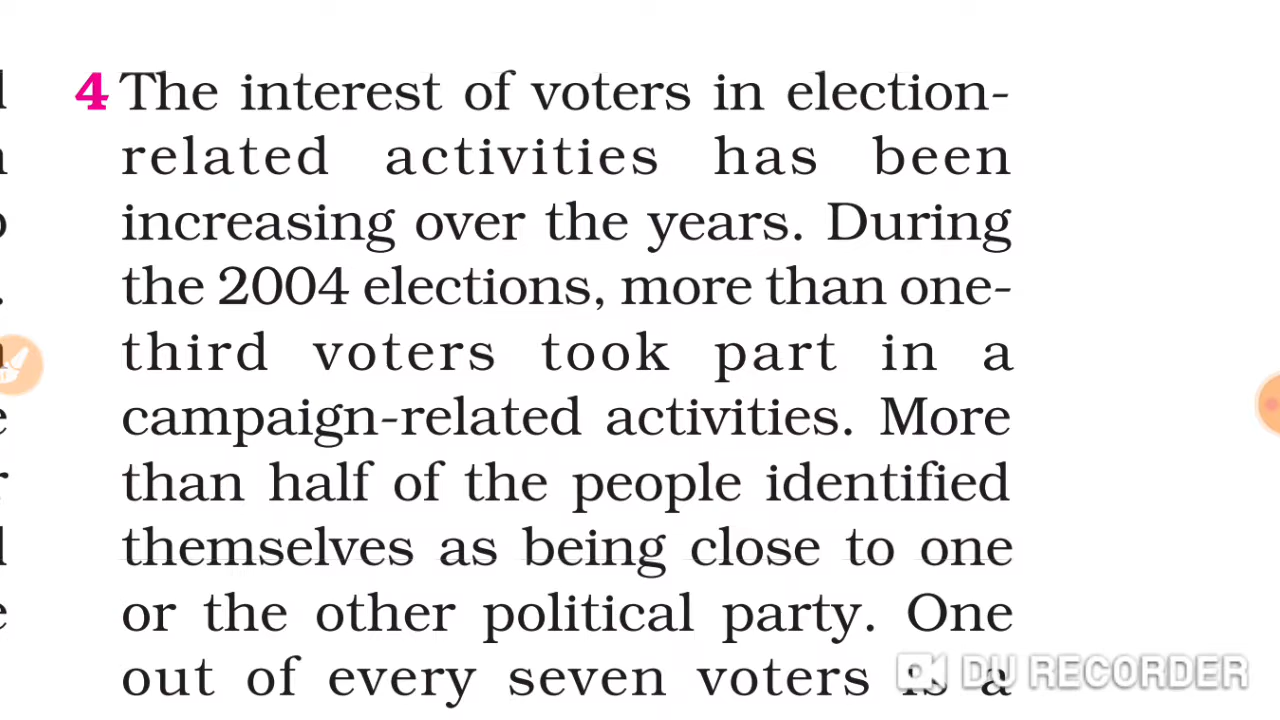 4 The interest of voters in election-
related activities has been
increasing over the years. During
the 2004 elections, more than one-
third voters took part in a
campaign-related activities. More
than half of the people identified
themselves as being close to one
or the other political party. One
out of every seven voters is a
DU RECORDER